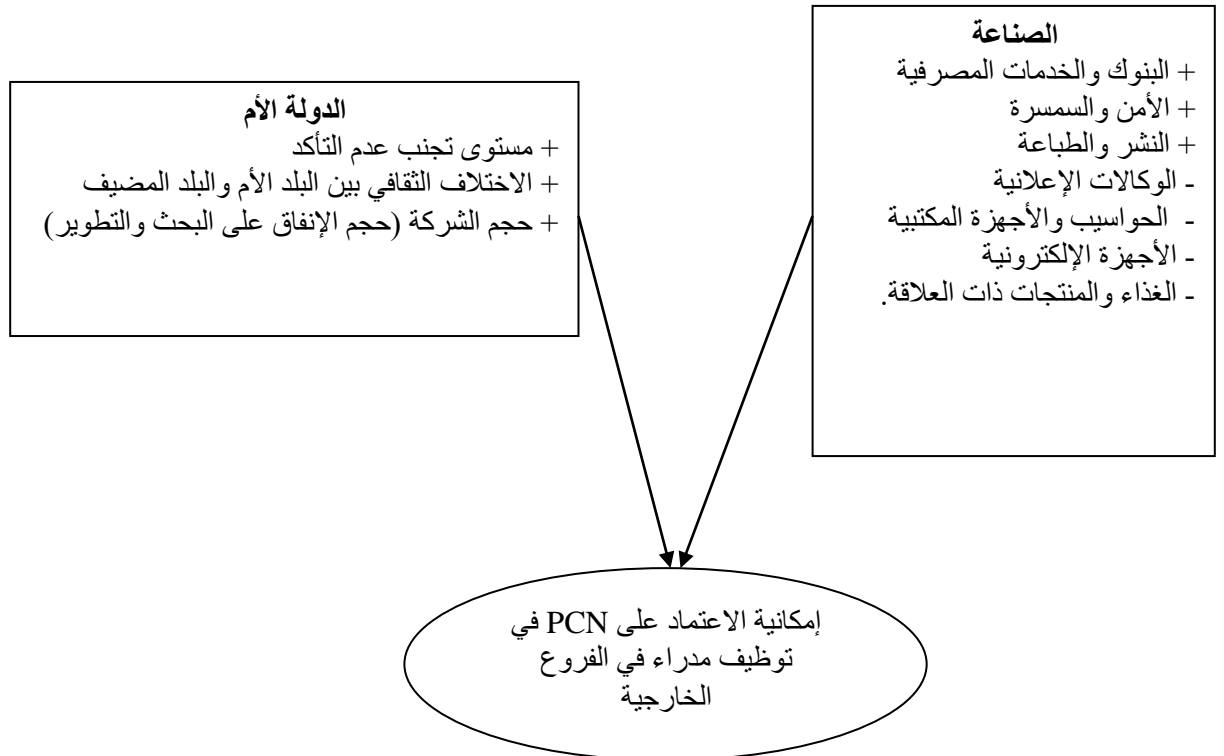 الصناعة
+ البنوك والخدمات المصرفية
+ الأمن والسمسرة
+ النشر والطباعة
- الوكالات الإعلانية
- الحواسيب والأجهزة المكتبية
- الأجهزة الإلكترونية
- الغذاء والمنتجات ذات العلاقة.
الدولة الأم
+ مستوى تجنب عدم التأكد
+ الاختلاف الثقافي بين البلد الأم والبلد المضيف
+ حجم الشركة (حجم الإنفاق على البحث والتطوير)
إمكانية الاعتماد على PCN في
توظيف مدراء في الفروع
الخارجية